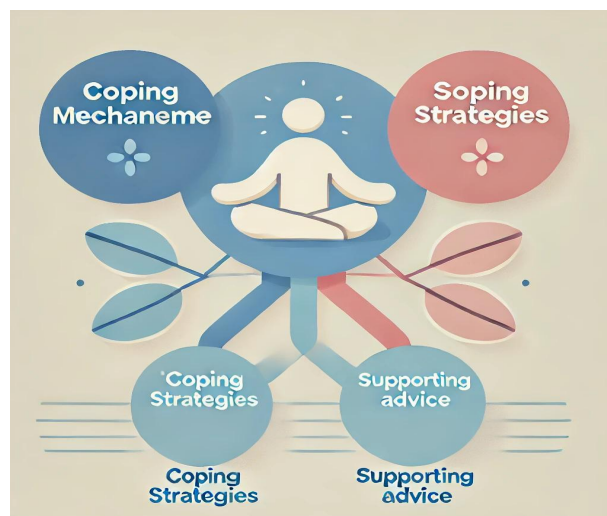 Coping
Mechaneme
Soping
Strategies
Coping
Strategies
Supporting
advice
Coping
Strategies
Supporting
advice